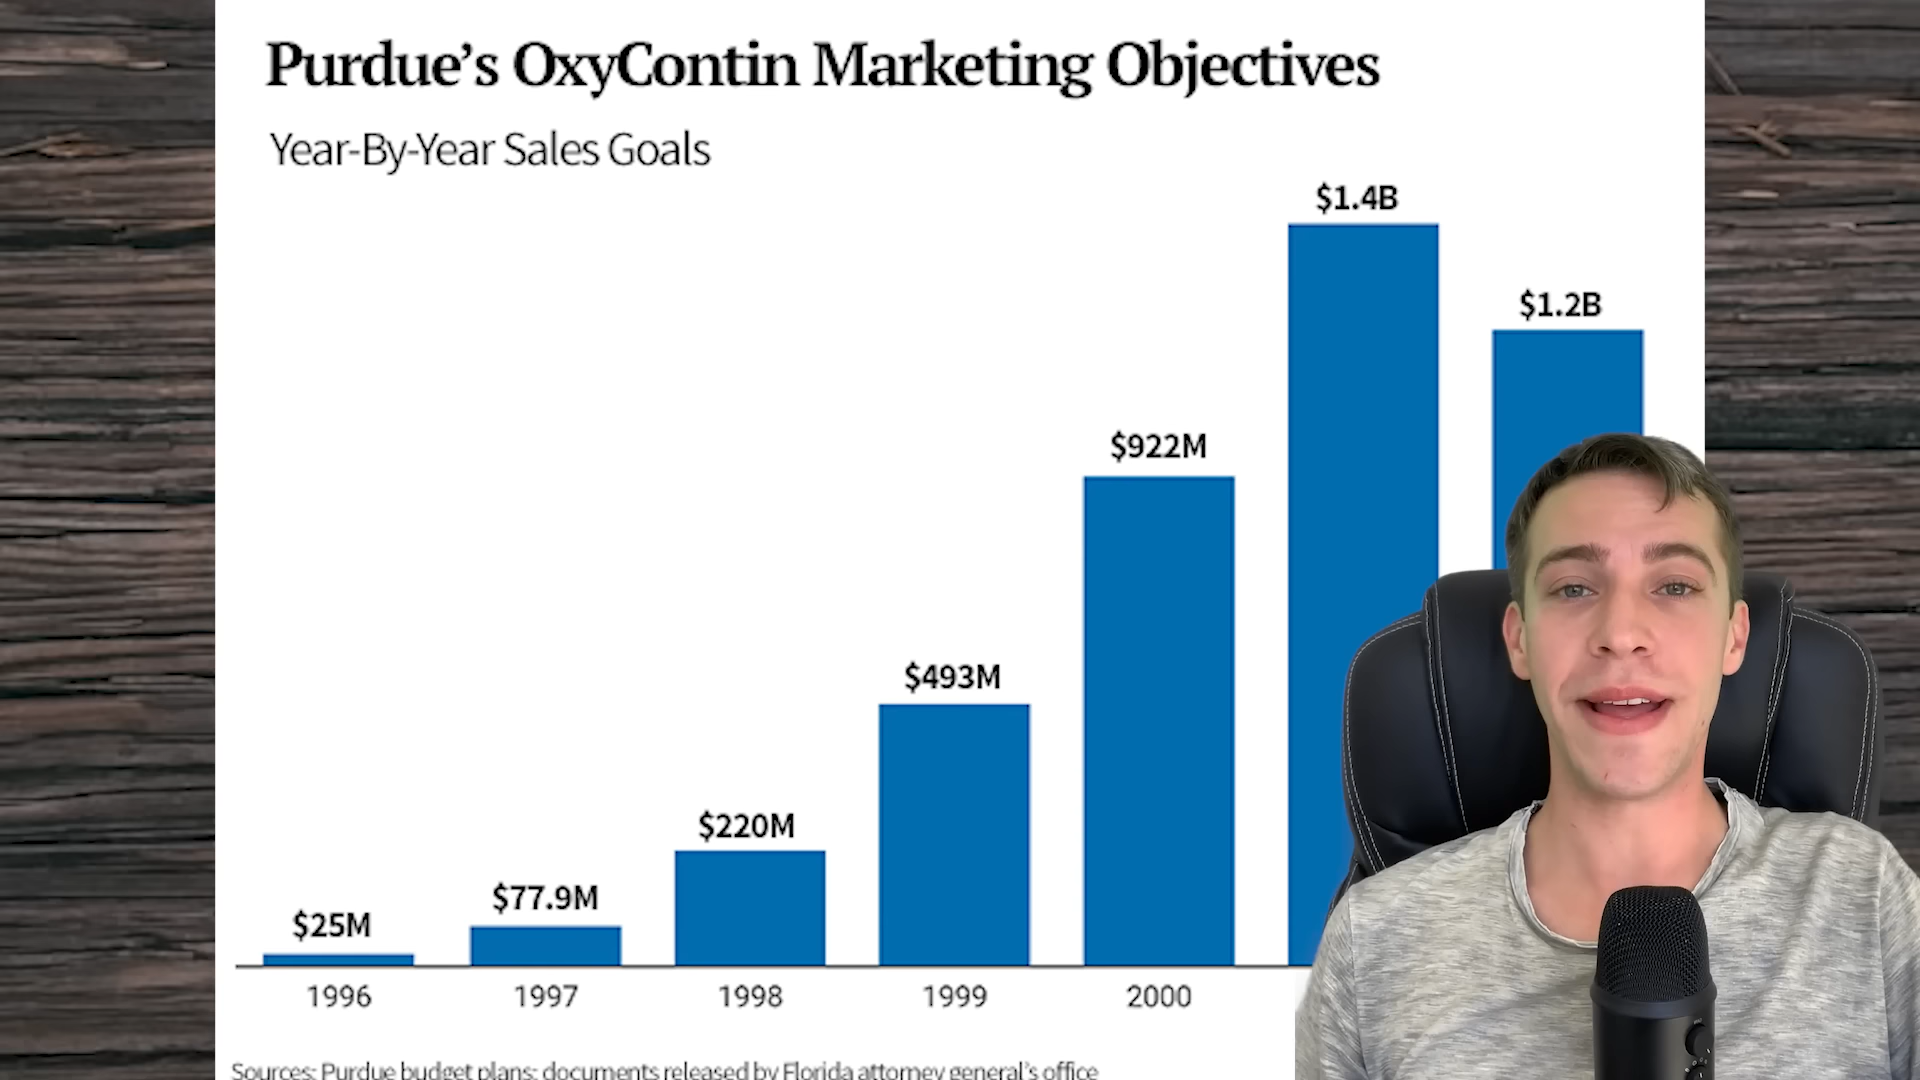 Purdue’s OxyContin Marketing Objectives
Year-By-Year Sales Goals
$1.4B
$1.2B
$922M
$493M
$220M
$77.9M
$25M
1996 1997 1998 1999 2000
Sources: Purdue budget plans; documents released by Florida attorney general’s office